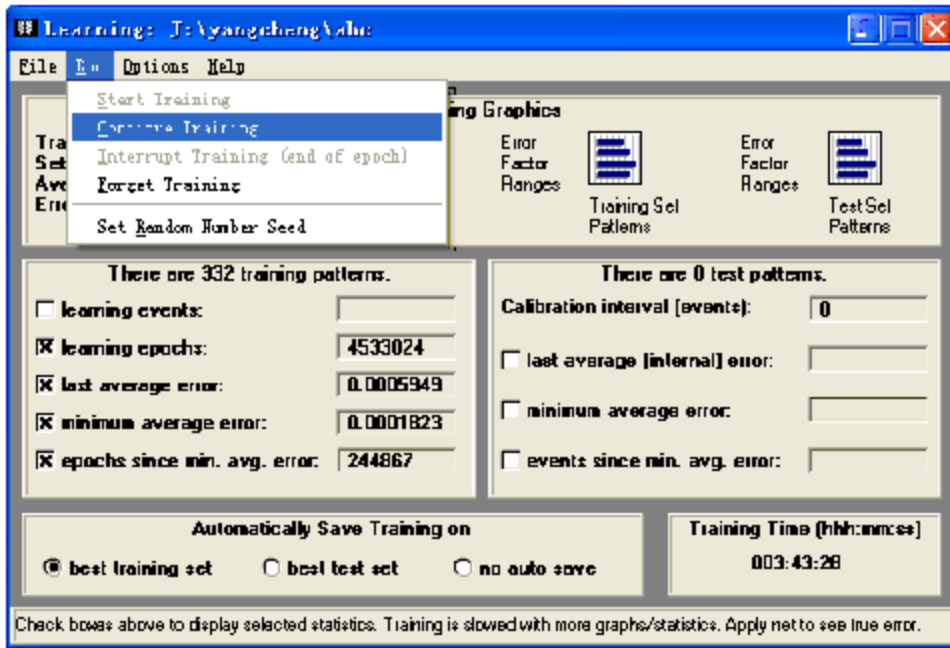 Learning: J:\yangcheng\abc
File Run Options Help
Start Training
Continue Training
Interrupt Training (end of epoch)
Forget Training
Set Random Number Seed
ing Graphics
Tra
Set
Ave
Erro
Error
Factor
Ranges
Training Set
Patterns
Error
Factor
Ranges
Test Set
Patterns
There are 332 training patterns.
learning events:
learning epochs: 4533024
last average error: 0.0005949
minimum average error: 0.0001823
epochs since min. avg. error: 244867
There are 0 test patterns.
Calibration interval (events): 0
last average [internal] error:
minimum average error:
events since min. avg. error:
Automatically Save Training on
best training set best test set no auto save
Training Time (hhh:mm:ss)
003:43:28
Check boxes above to display selected statistics. Training is slowed with more graphs/statistics. Apply net to see true error.